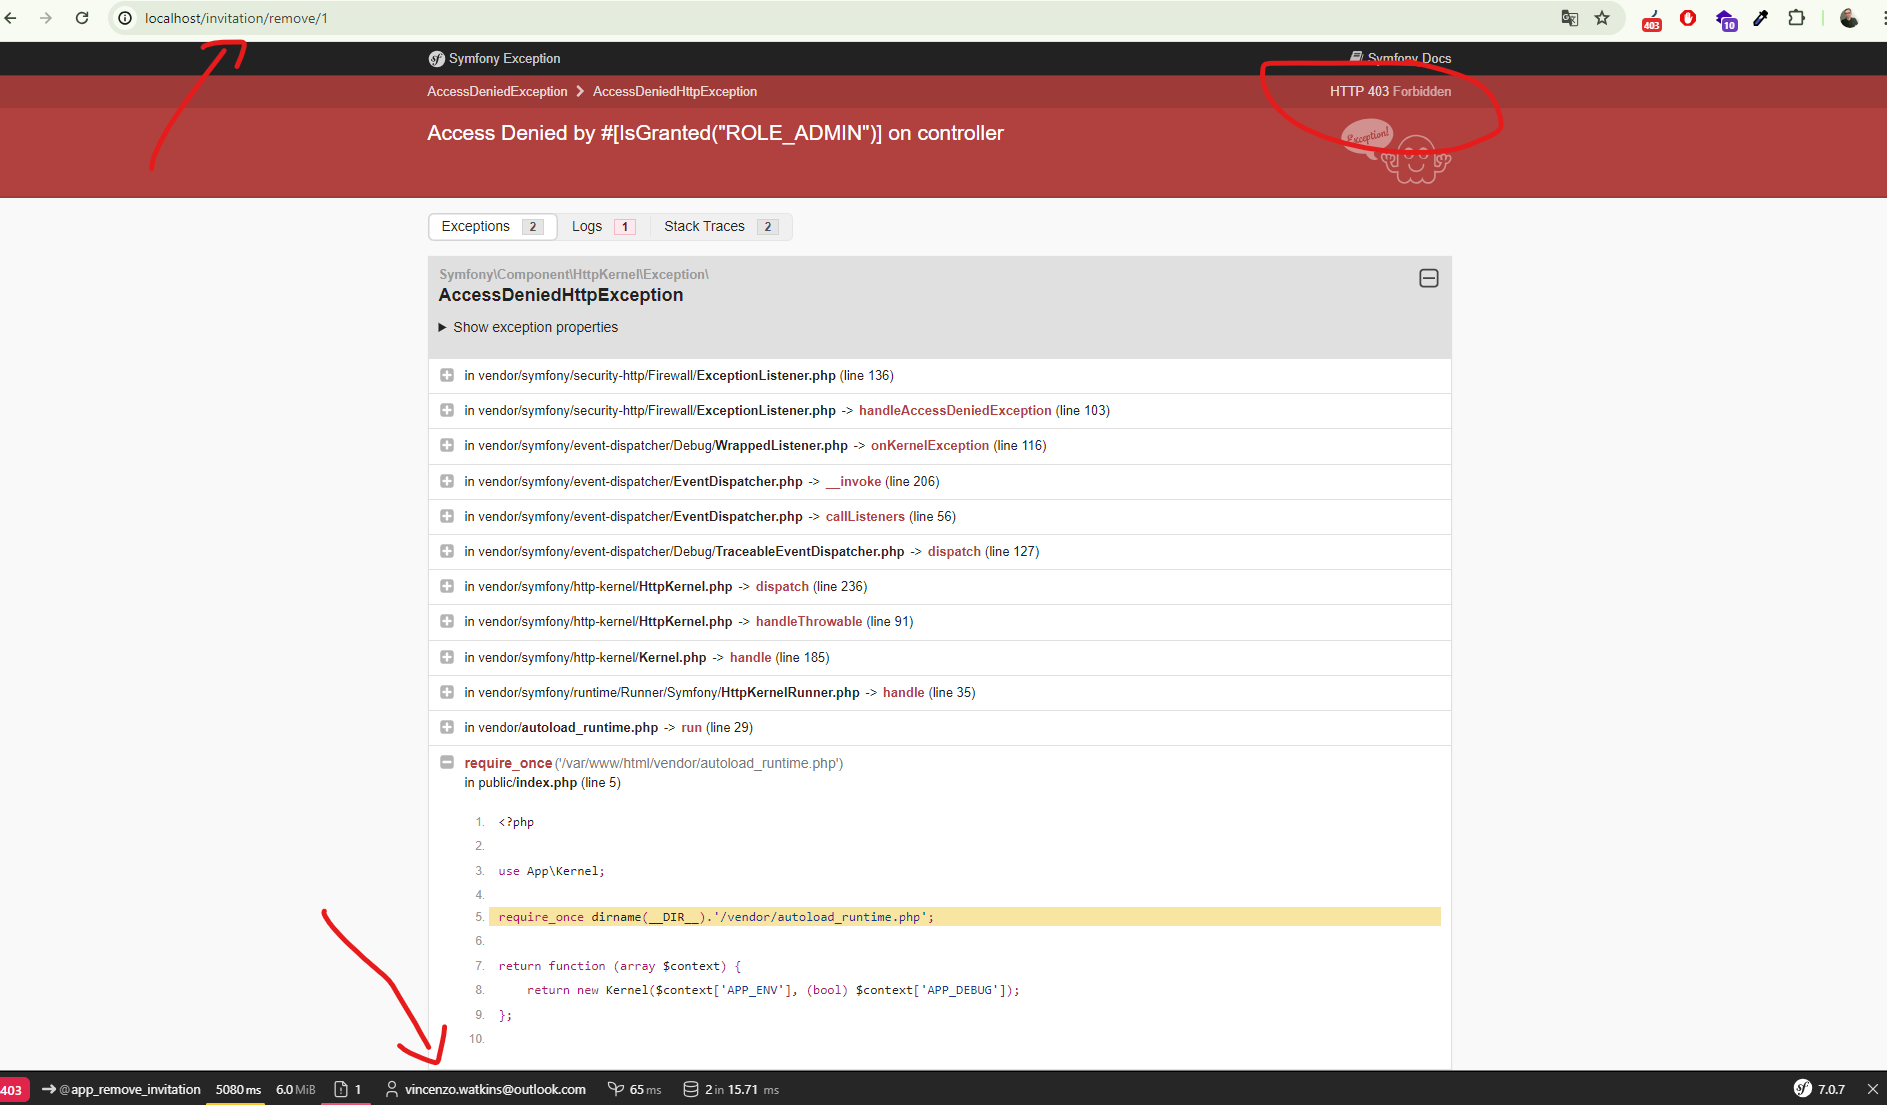 localhost/invitation/remove/1
403
10
Symfony Exception
Symfony Docs
AccessDeniedException
AccessDeniedHttpException
HTTP 403 Forbidden
Access Denied by #[IsGranted("ROLE_ADMIN")] on controller
Exception!
Exceptions 2
Logs 1
Stack Traces 2
Symfony\Component\HttpKernel\Exception\
AccessDeniedHttpException
Show exception properties
in vendor/symfony/security-http/Firewall/ExceptionListener.php (line 136)
in vendor/symfony/security-http/Firewall/ExceptionListener.php -> handleAccessDeniedException (line 103)
in vendor/symfony/event-dispatcher/Debug/WrappedListener.php -> onKernelException (line 116)
in vendor/symfony/event-dispatcher/EventDispatcher.php -> __invoke (line 206)
in vendor/symfony/event-dispatcher/EventDispatcher.php -> callListeners (line 56)
in vendor/symfony/event-dispatcher/Debug/TraceableEventDispatcher.php -> dispatch (line 127)
in vendor/symfony/http-kernel/HttpKernel.php -> dispatch (line 236)
in vendor/symfony/http-kernel/HttpKernel.php -> handleThrowable (line 91)
in vendor/symfony/http-kernel/Kernel.php -> handle (line 185)
in vendor/symfony/runtime/Runner/Symfony/HttpKernelRunner.php -> handle (line 35)
in vendor/autoload_runtime.php -> run (line 29)
require_once('/var/www/html/vendor/autoload_runtime.php')
in public/index.php (line 5)
1. <?php
2.
3. use App\Kernel;
4.
5. require_once dirname(__DIR__).'/vendor/autoload_runtime.php';
6.
7. return function (array $context) {
8. return new Kernel($context['APP_ENV'], (bool) $context['APP_DEBUG']);
9. };
10.
403 @app_remove_invitation 5080 ms 6.0 MiB 1 vincenzo.watkins@outlook.com 65 ms 2 in 15.71 ms sf 7.0.7